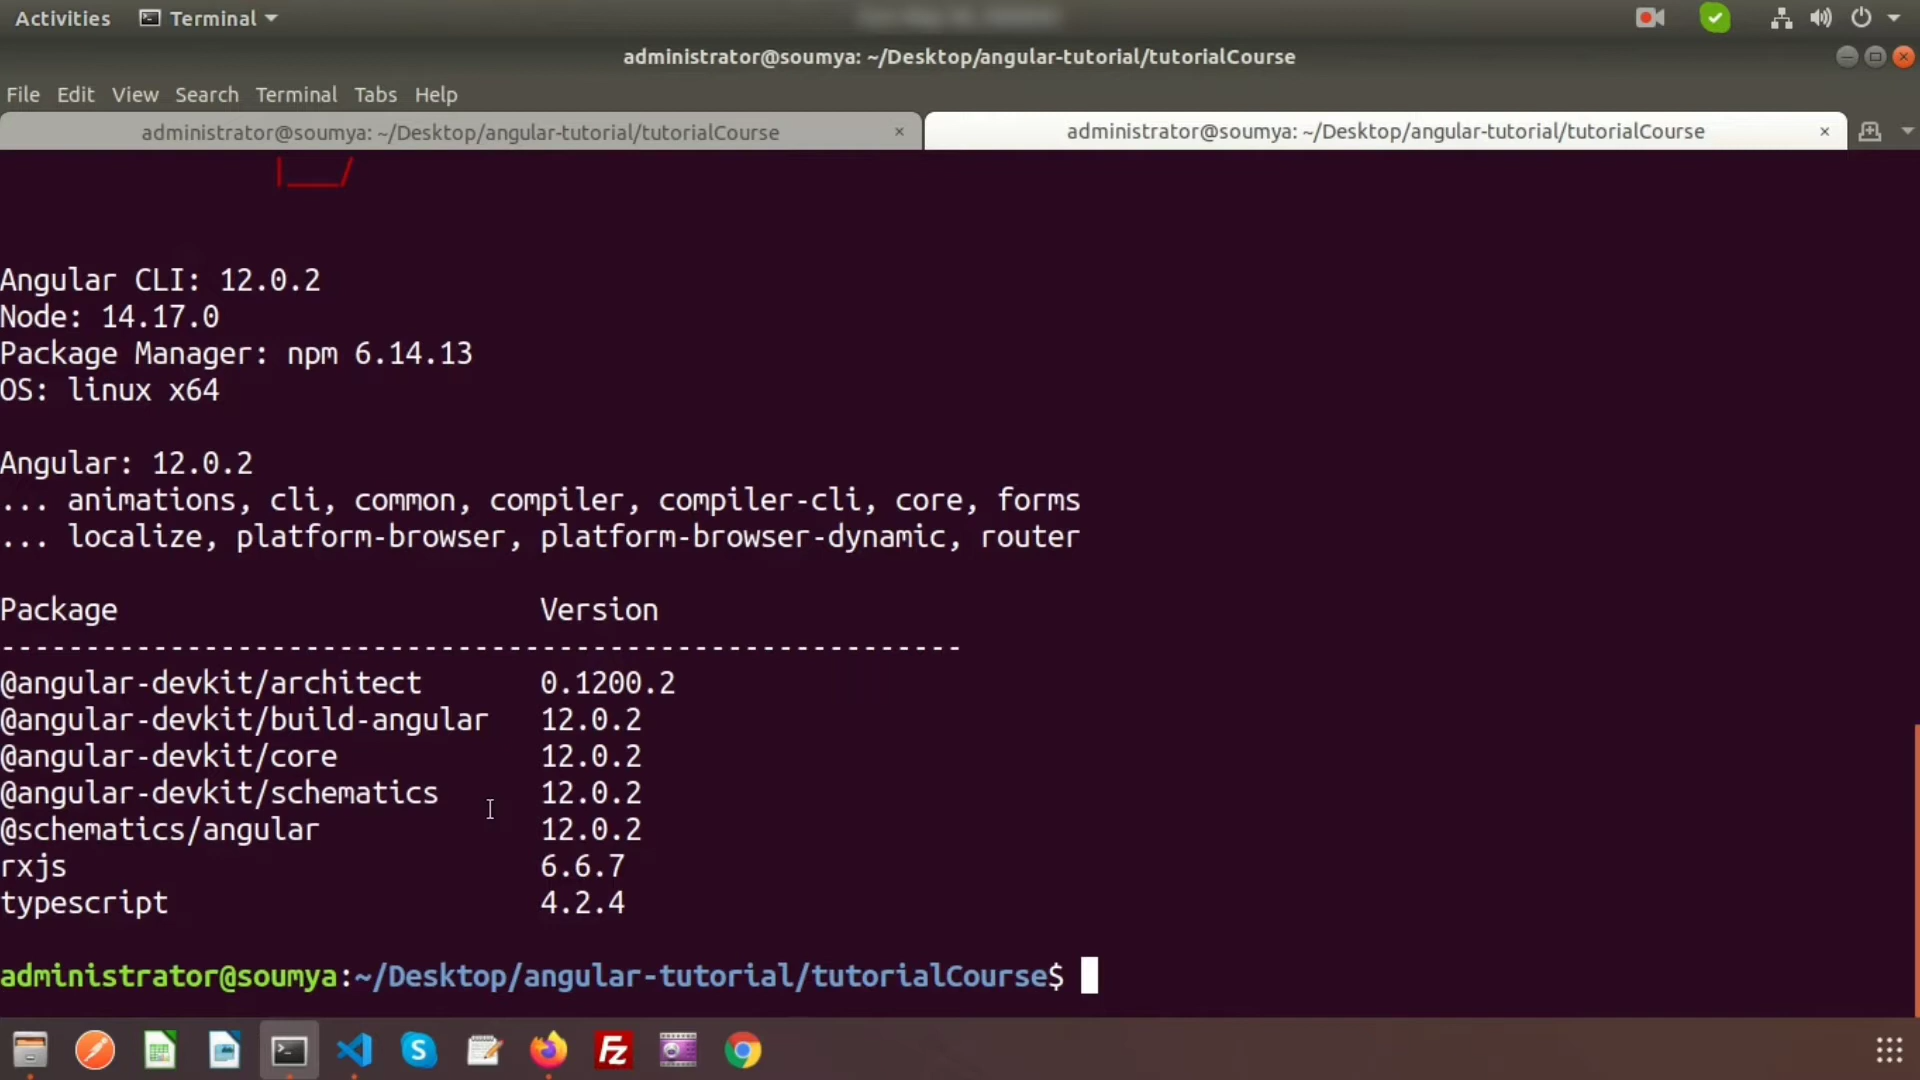 Activities Terminal
administrator@soumya: ~/Desktop/angular-tutorial/tutorialCourse
File Edit View Search Terminal Tabs Help
administrator@soumya: ~/Desktop/angular-tutorial/tutorialCourse × administrator@soumya: ~/Desktop/angular-tutorial/tutorialCourse ×
|___/
Angular CLI: 12.0.2
Node: 14.17.0
Package Manager: npm 6.14.13
OS: linux x64
Angular: 12.0.2
... animations, cli, common, compiler, compiler-cli, core, forms
... localize, platform-browser, platform-browser-dynamic, router
Package Version
---------------------------------------------------------
@angular-devkit/architect 0.1200.2
@angular-devkit/build-angular 12.0.2
@angular-devkit/core 12.0.2
@angular-devkit/schematics 12.0.2
@schematics/angular 12.0.2
rxjs 6.6.7
typescript 4.2.4
administrator@soumya:~/Desktop/angular-tutorial/tutorialCourse$